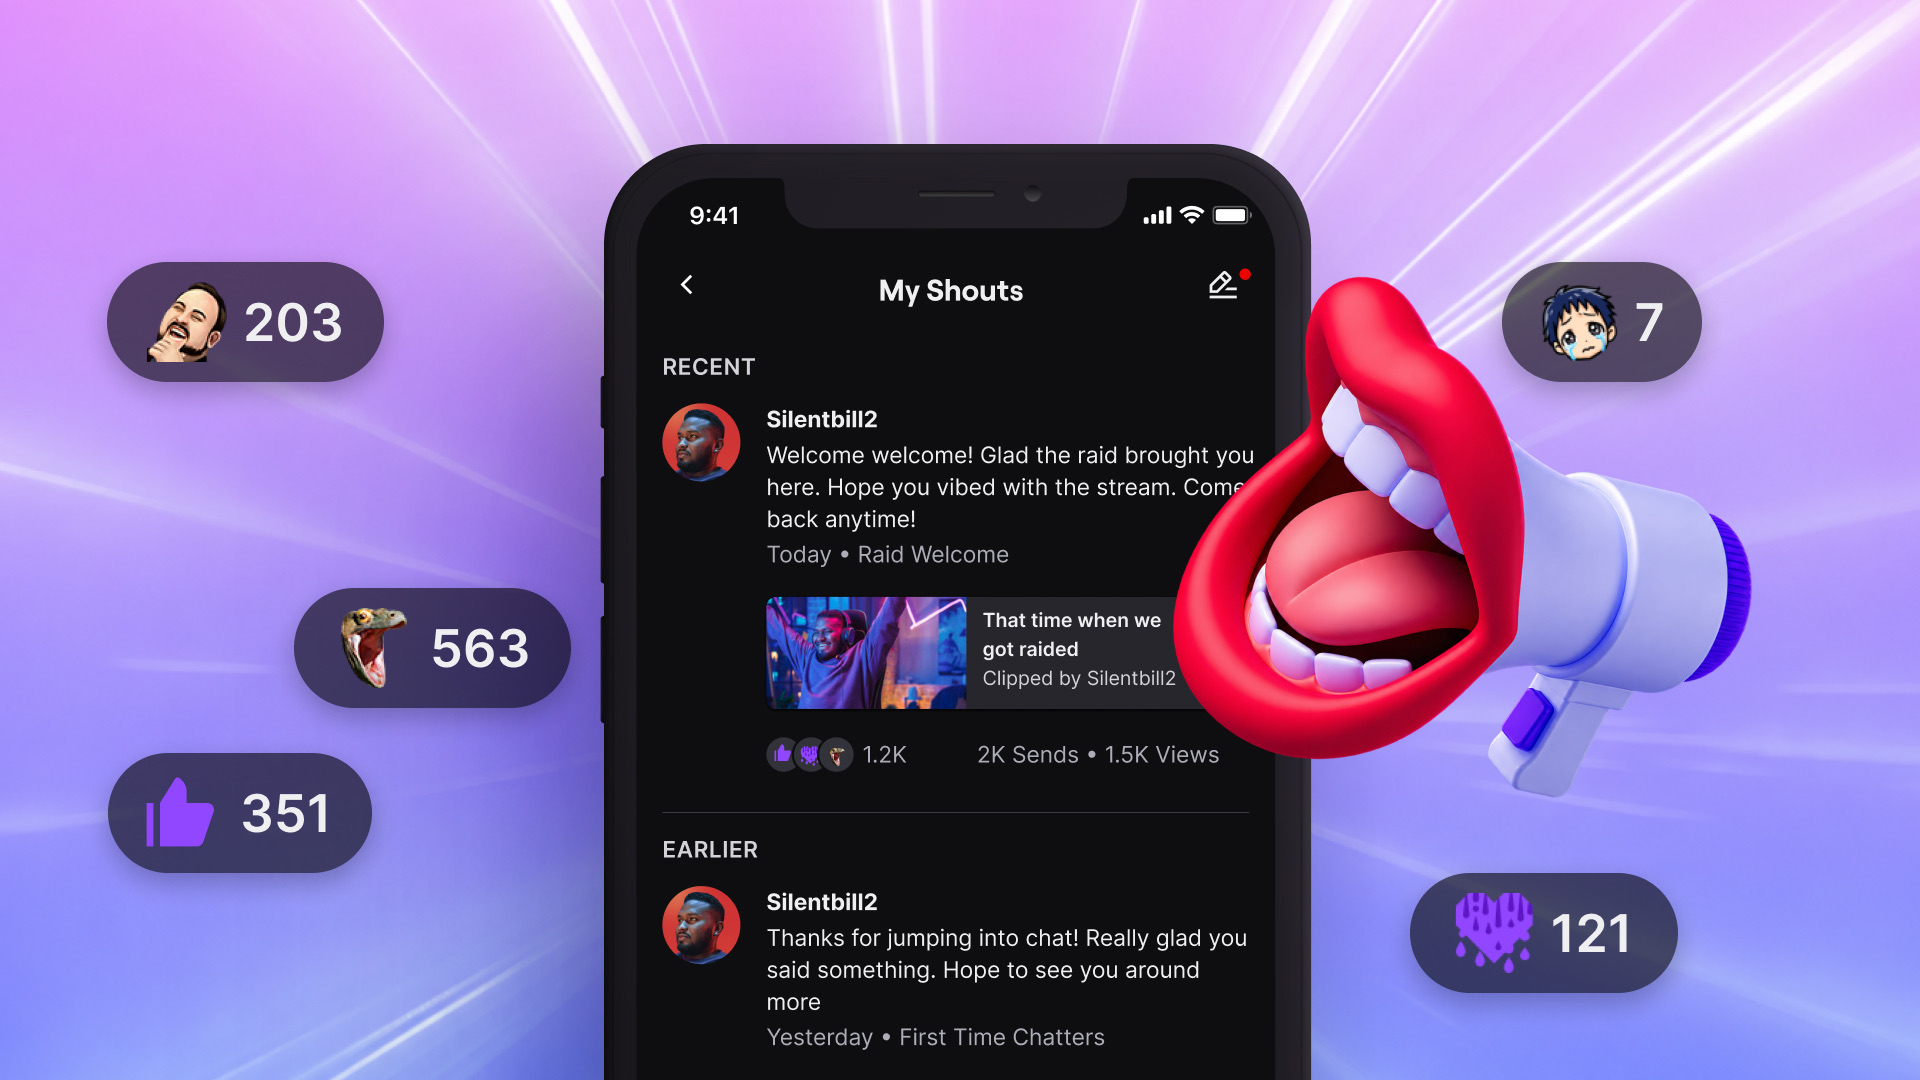 9:41
My Shouts
RECENT
Silentbill2
Welcome welcome! Glad the raid brought you
here. Hope you vibed with the stream. Come
back anytime!
Today • Raid Welcome
That time when we
got raided
Clipped by Silentbill2
1.2K
2K Sends • 1.5K Views
EARLIER
Silentbill2
Thanks for jumping into chat! Really glad you
said something. Hope to see you around
more
Yesterday • First Time Chatters
203
563
351
7
121